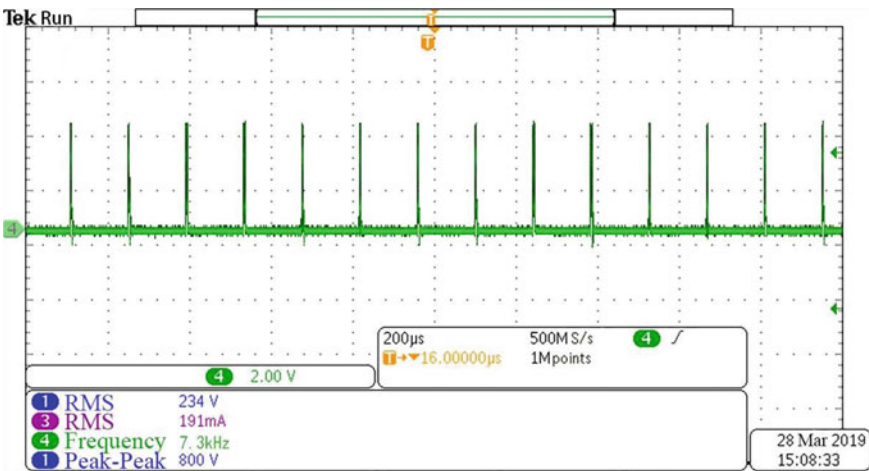 Tek Run
T
T
4
4 2.00 V
200µs 500MS/s 4
T 16.00000µs 1Mpoints
1 RMS 234 V
3 RMS 191mA
4 Frequency 7.3kHz
1 Peak-Peak 800 V
28 Mar 2019
15:08:33